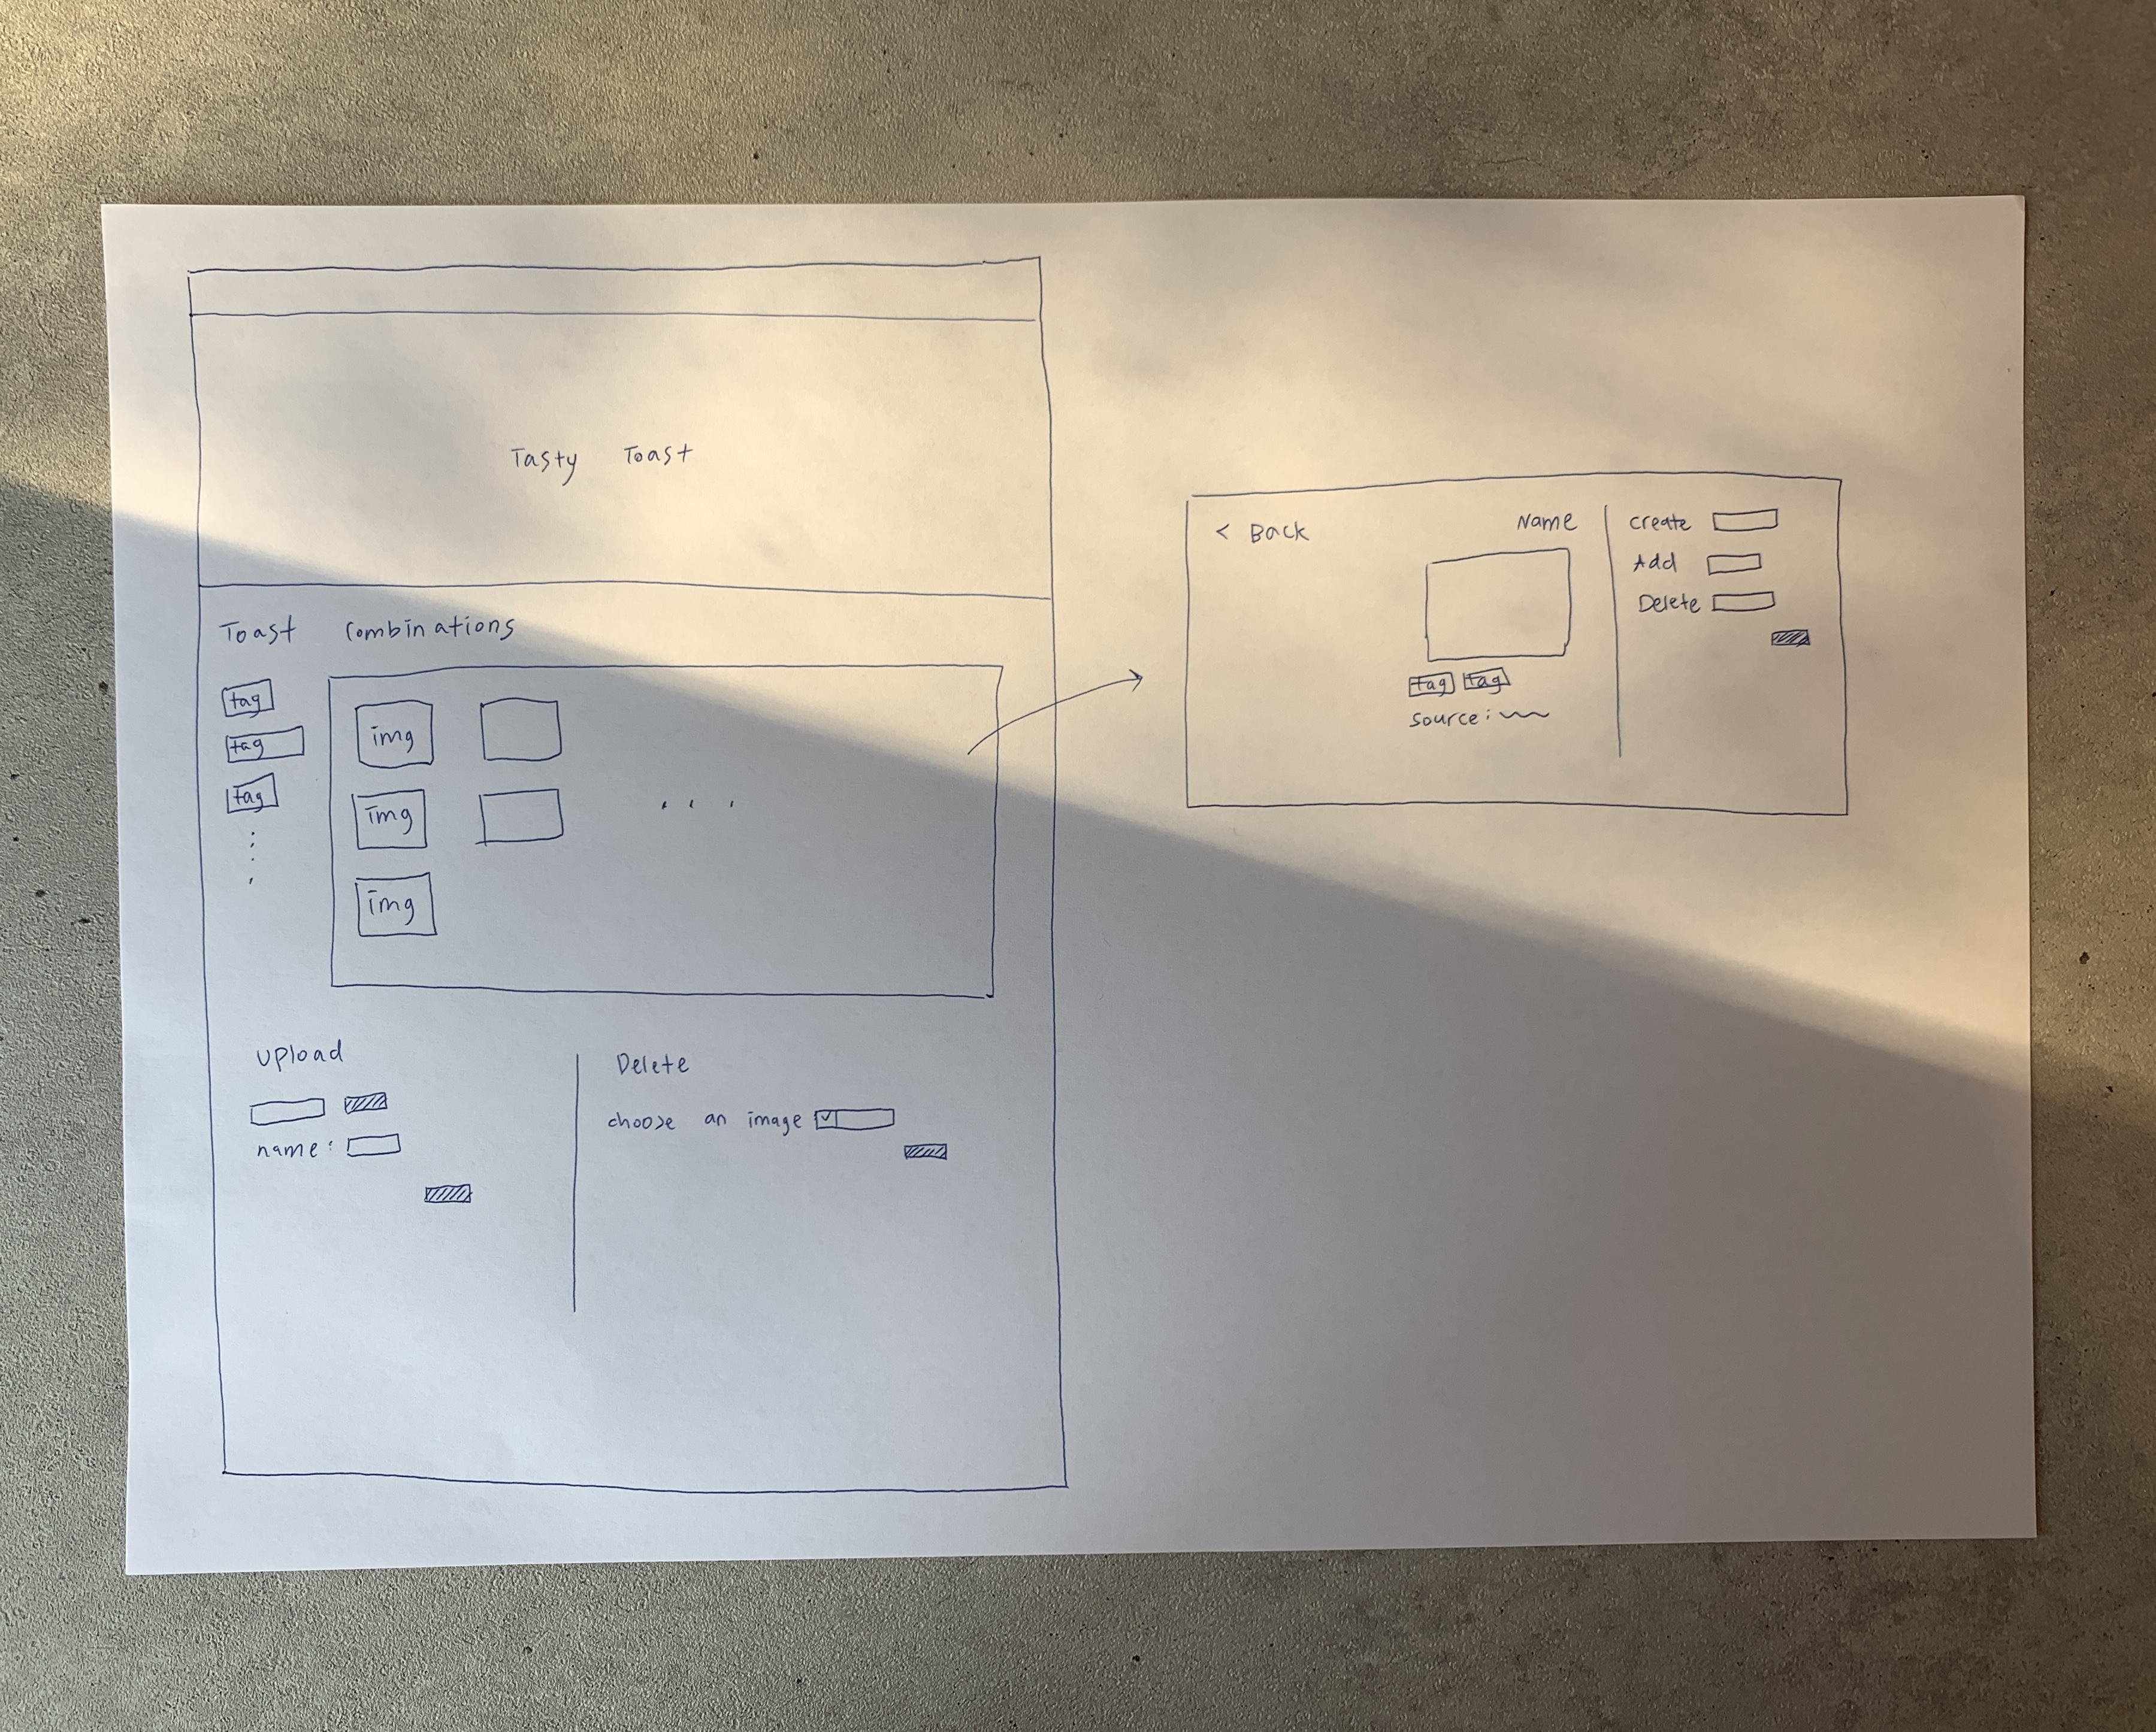 Tasty Toast
Toast Combinations
tag
tag
tag
img
img
img
upload
name:
Delete
choose an image
< Back
Name
tag tag
source:
create
Add
Delete